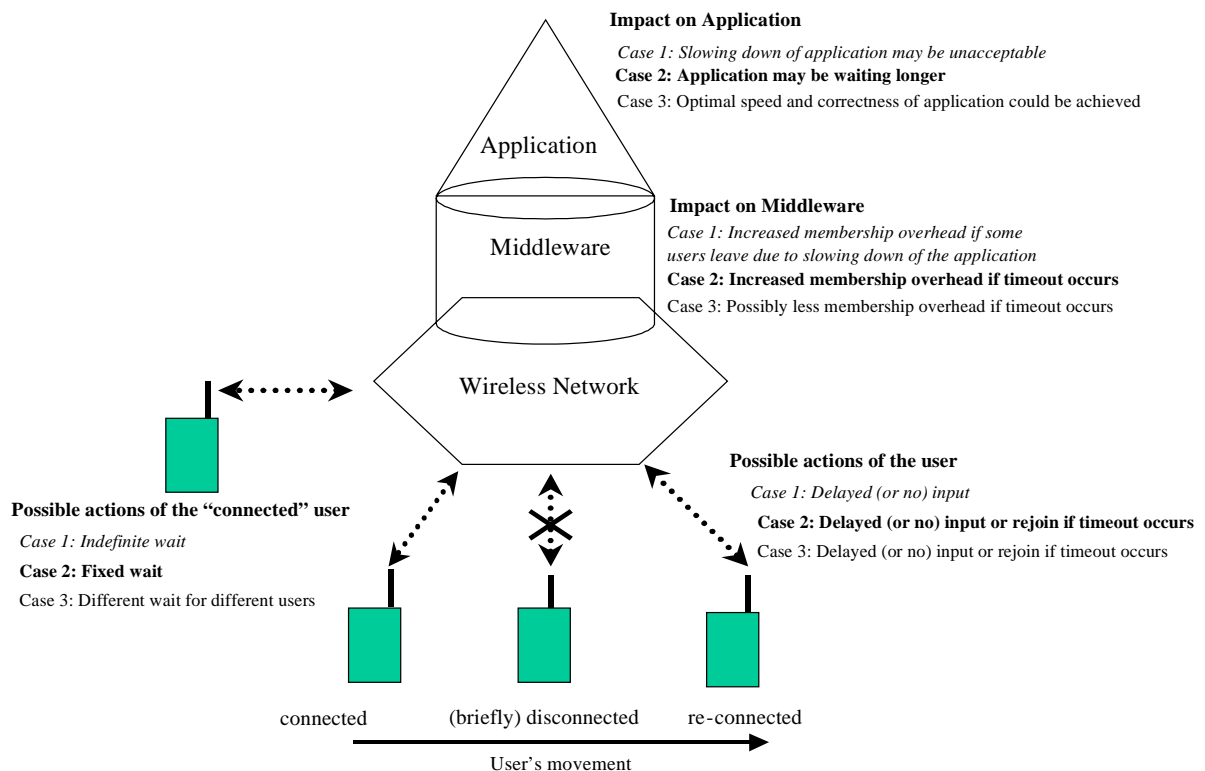 Impact on Application
Case 1: Slowing down of application may be unacceptable
Case 2: Application may be waiting longer
Case 3: Optimal speed and correctness of application could be achieved
Application
Impact on Middleware
Case 1: Increased membership overhead if some
users leave due to slowing down of the application
Case 2: Increased membership overhead if timeout occurs
Case 3: Possibly less membership overhead if timeout occurs
Middleware
Wireless Network
Possible actions of the user
Case 1: Delayed (or no) input
Case 2: Delayed (or no) input or rejoin if timeout occurs
Case 3: Delayed (or no) input or rejoin if timeout occurs
Possible actions of the “connected” user
Case 1: Indefinite wait
Case 2: Fixed wait
Case 3: Different wait for different users
connected
(briefly) disconnected
re-connected
User’s movement